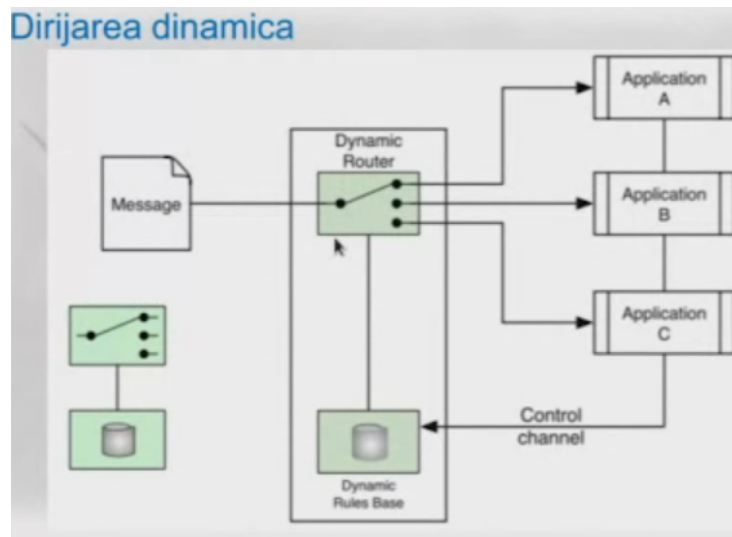 Dirijarea dinamica
Dynamic
Router
Message
Application
A
Application
B
Application
C
Control
channel
Dynamic
Rules Base